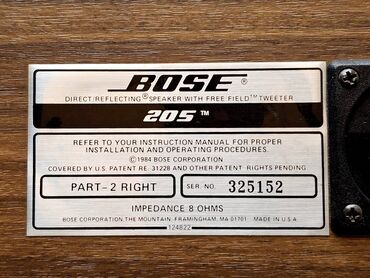 BOSE®
DIRECT/REFLECTING® SPEAKER WITH FREE FIELD™ TWEETER
205™
REFER TO YOUR INSTRUCTION MANUAL FOR PROPER
INSTALLATION AND OPERATING PROCEDURES.
©1984 BOSE CORPORATION
COVERED BY U.S. PATENT RE. 31228 AND OTHER PATENT RIGHTS PENDING
PART-2 RIGHT
SER. NO. 325152
IMPEDANCE 8 OHMS
BOSE CORPORATION THE MOUNTAIN, FRAMINGHAM, MA 01701 MADE IN U.S.A.
124822